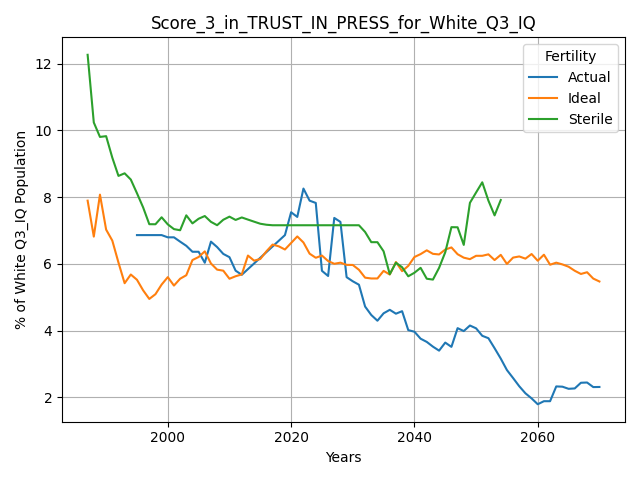 Score_3_in_TRUST_IN_PRESS_for_White_Q3_IQ
Fertility
Actual
Ideal
Sterile
% of White Q3_IQ Population
12
10
8
6
4
2
2000
2020
2040
2060
Years